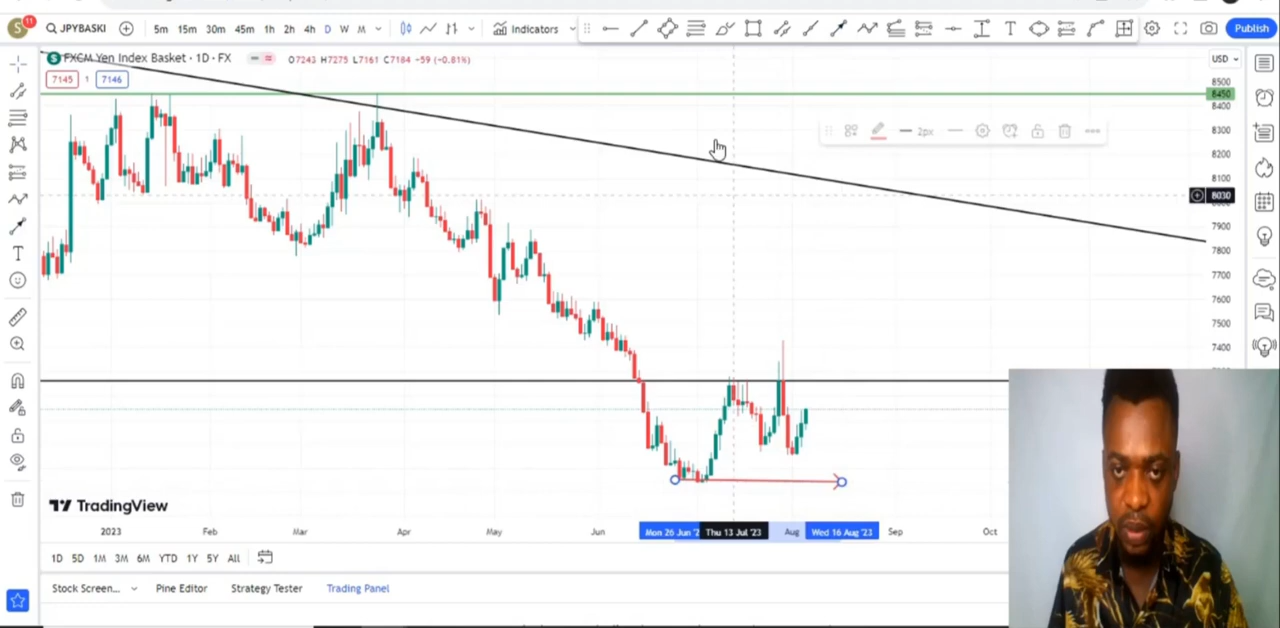 S 11 JPYBASKI 5m 15m 30m 45m 1h 2h 4h D W M Indicators Publish
FXCM Yen Index Basket · 1D · FX O7243 H7275 L7161 C7184 −59 (−0.81%) USD
7145 1 7146
8500
8450
8400
8300
2px
8200
8100
8030
7900
7800
7700
7600
7500
7400
TradingView
2023 Feb Mar Apr May Jun Mon 26 Jun '2 Thu 13 Jul '23 Aug Wed 16 Aug '23 Sep Oct
1D 5D 1M 3M 6M YTD 1Y 5Y All
Stock Screen... Pine Editor Strategy Tester Trading Panel